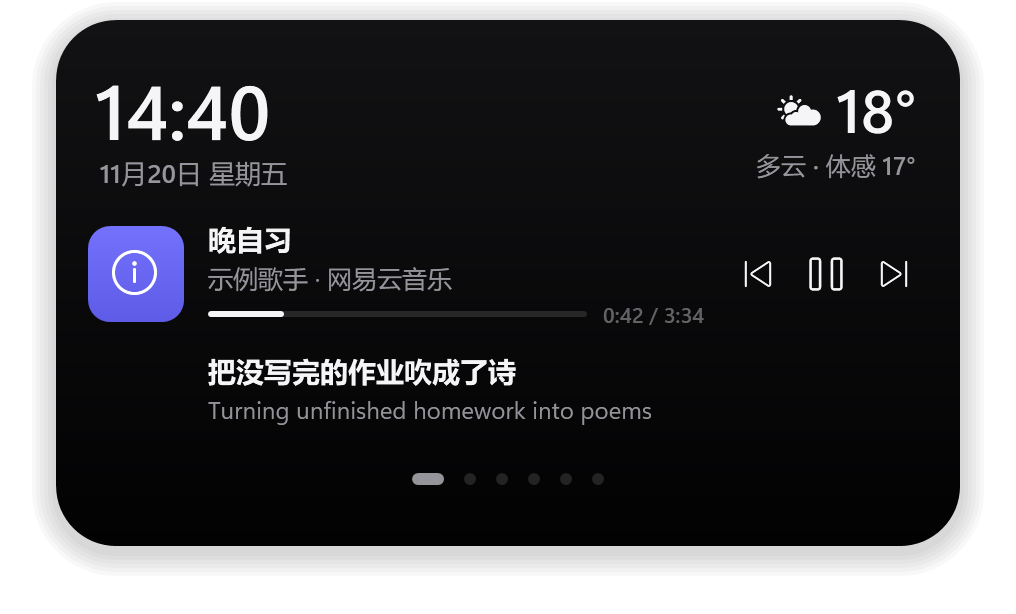 14:40
18°
11月20日 星期五
多云 · 体感 17°
晚自习
示例歌手 · 网易云音乐
0:42 / 3:34
把没写完的作业吹成了诗
Turning unfinished homework into poems